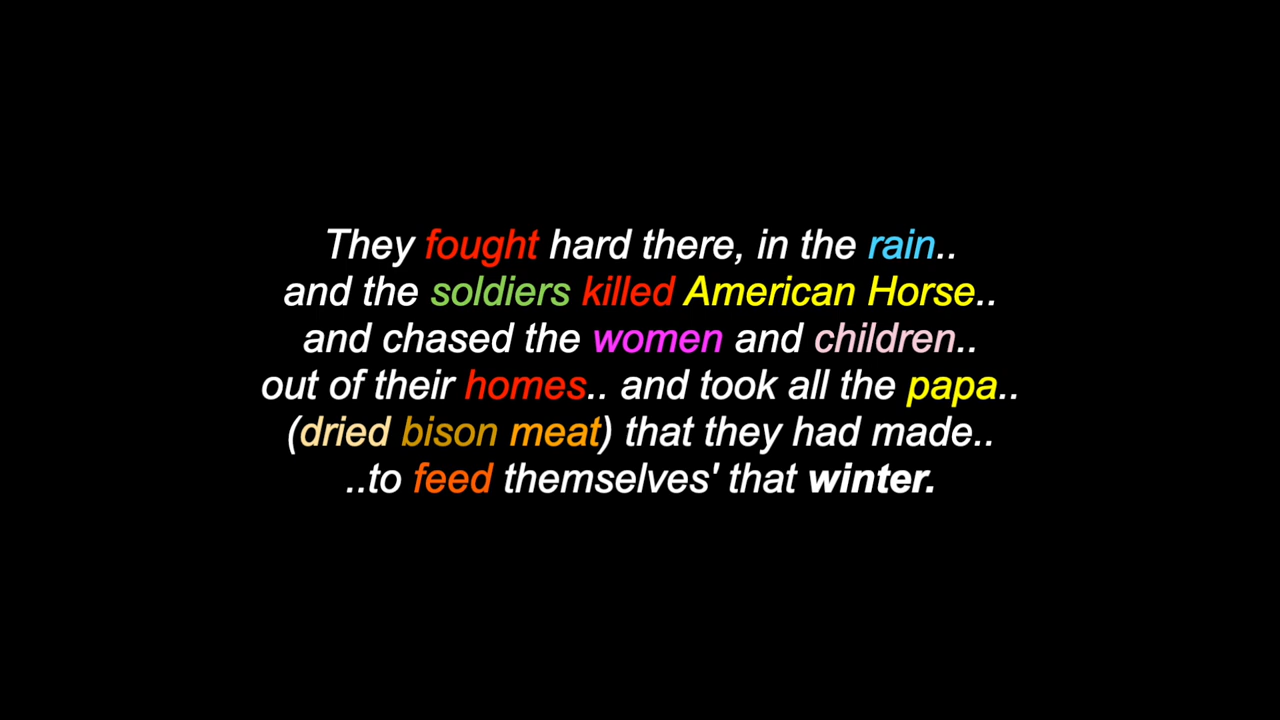 They fought hard there, in the rain..
and the soldiers killed American Horse..
and chased the women and children..
out of their homes.. and took all the papa..
(dried bison meat) that they had made..
..to feed themselves' that winter.